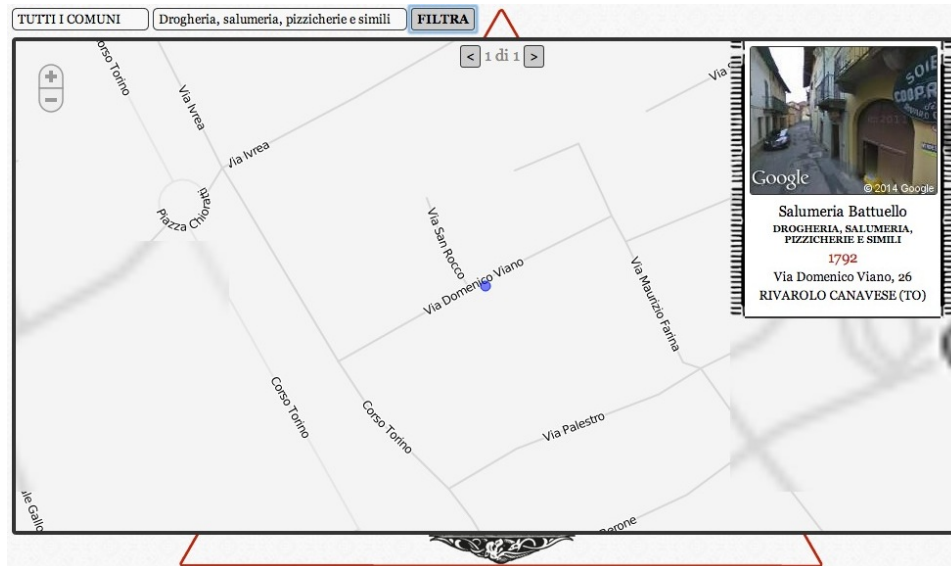 TUTTI I COMUNI
Drogheria, salumeria, pizzicherie e simili
FILTRA
< 1 di 1 >
+
−
Corso Torino
Via Ivrea
Via Ivrea
Piazza Chioratti
Via San Rocco
Via Domenico Viano
Via Maurizio Farina
Corso Torino
Corso Torino
Via Palestro
Via
Google
© 2014 Google
Salumeria Battuello
DROGHERIA, SALUMERIA,
PIZZICHERIE E SIMILI
1792
Via Domenico Viano, 26
RIVAROLO CANAVESE (TO)